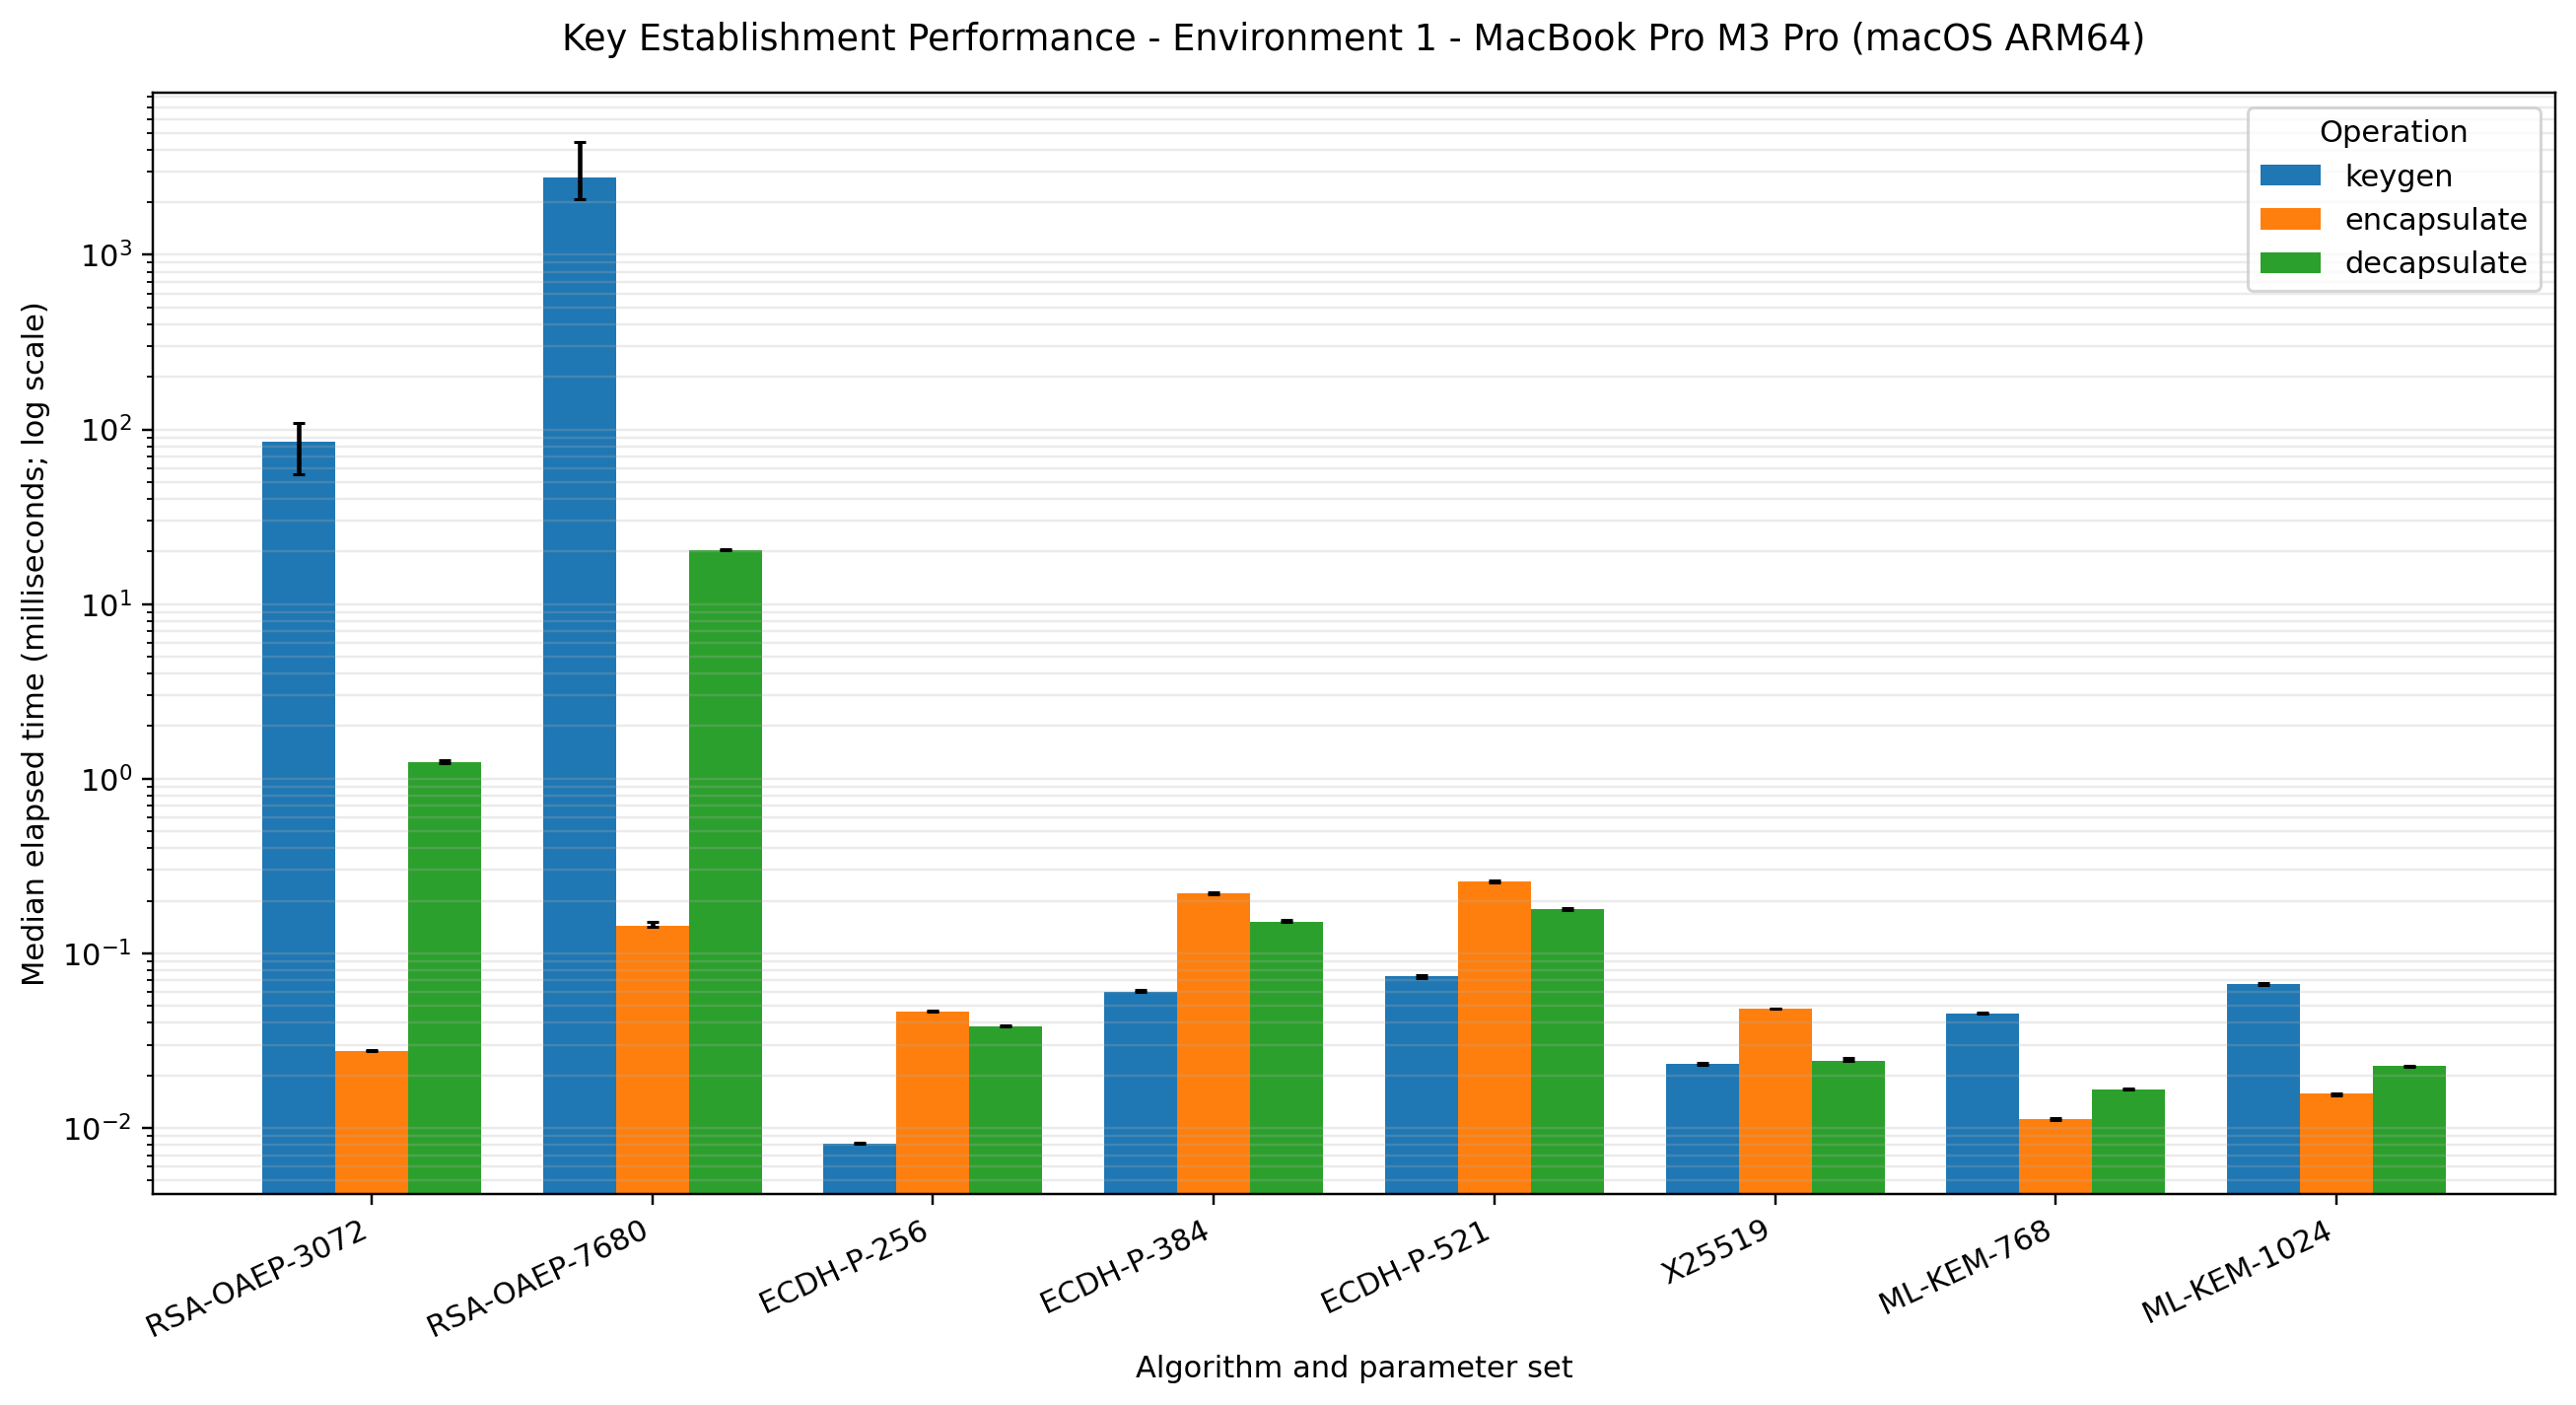 Key Establishment Performance - Environment 1 - MacBook Pro M3 Pro (macOS ARM64)
Operation
keygen
encapsulate
decapsulate
Median elapsed time (milliseconds; log scale)
10³
10²
10¹
10⁰
10⁻¹
10⁻²
RSA-OAEP-3072
RSA-OAEP-7680
ECDH-P-256
ECDH-P-384
ECDH-P-521
X25519
ML-KEM-768
ML-KEM-1024
Algorithm and parameter set